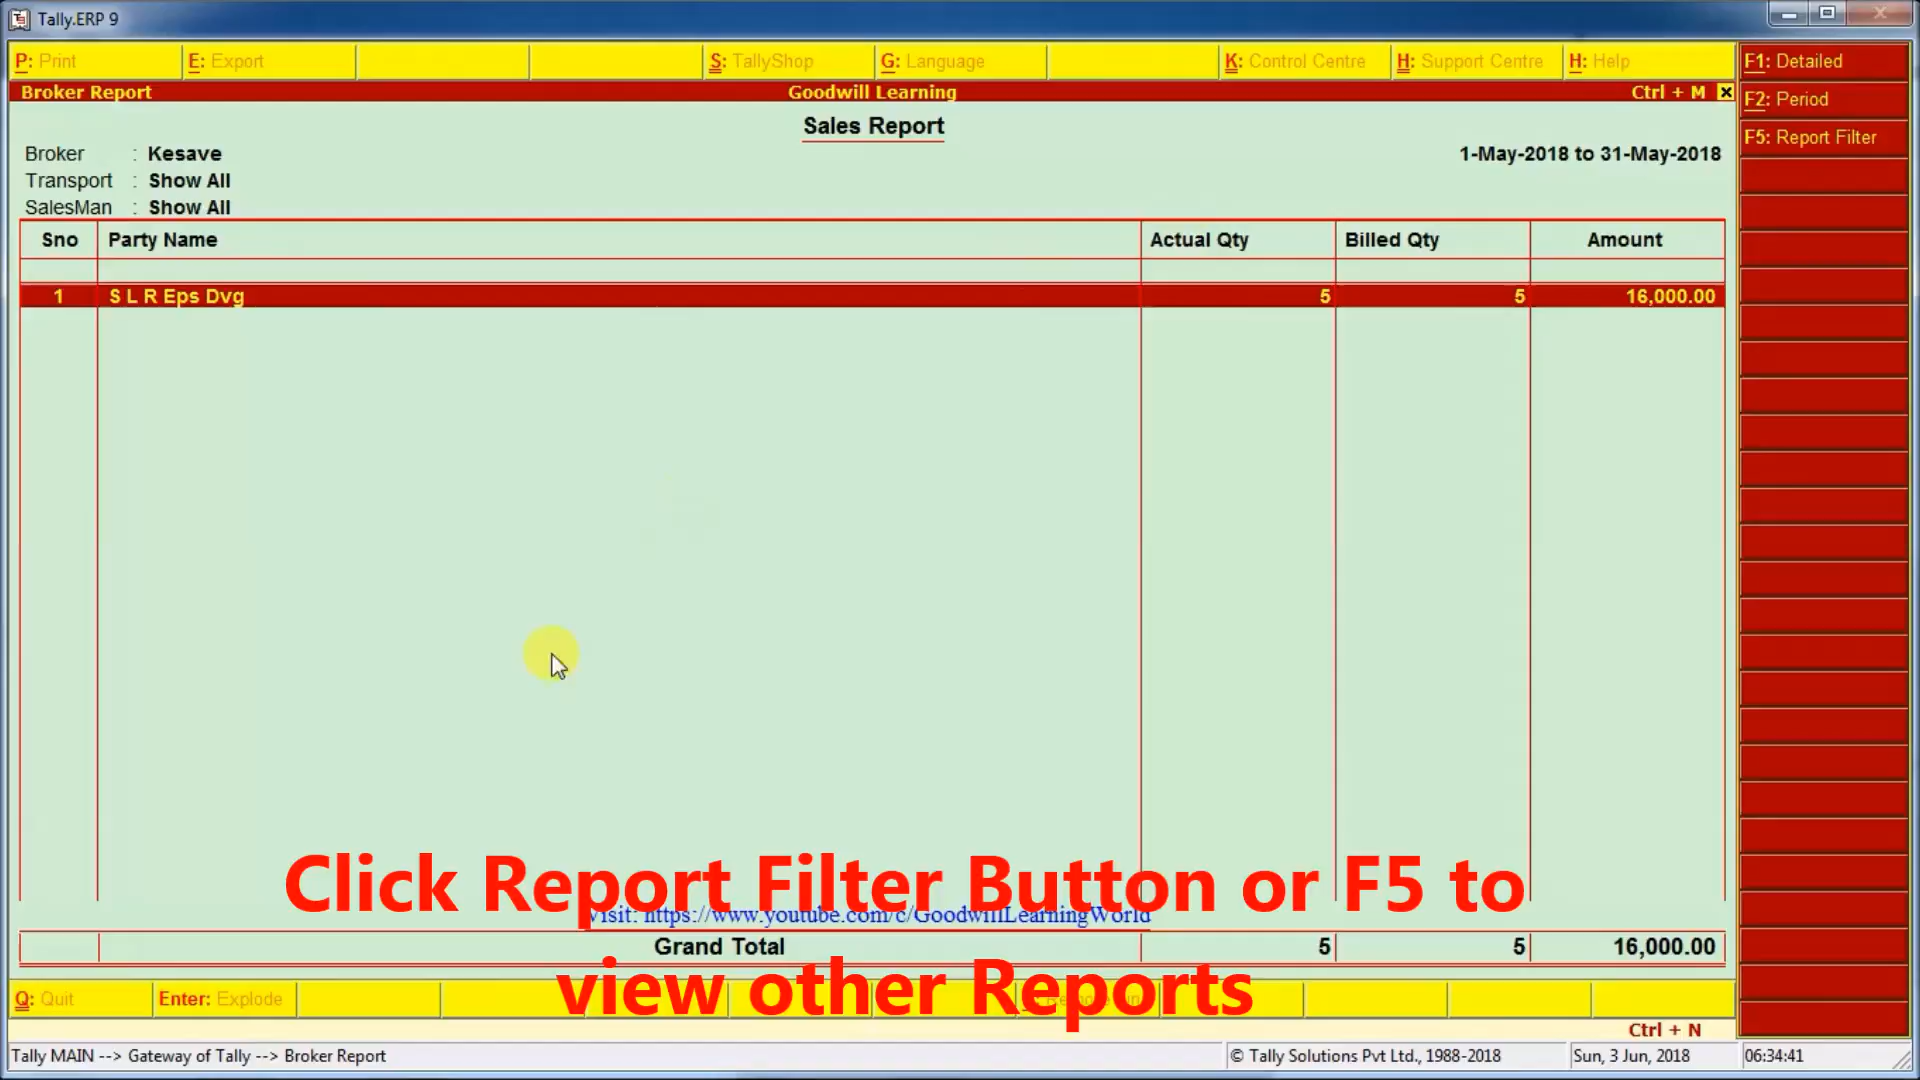 Tally.ERP 9
P: Print E: Export S: TallyShop G: Language K: Control Centre H: Support Centre H: Help F1: Detailed
Broker Report Goodwill Learning Ctrl + M
F2: Period
Sales Report
F5: Report Filter
Broker : Kesave 1-May-2018 to 31-May-2018
Transport : Show All
SalesMan : Show All
Sno Party Name Actual Qty Billed Qty Amount
1 S L R Eps Dvg 5 5 16,000.00
Click Report Filter Button or F5 to
Visit: https://www.youtube.com/c/GoodwillLearningWorld
Grand Total 5 5 16,000.00
view other Reports
Q: Quit Enter: Explode
Ctrl + N
Tally MAIN --> Gateway of Tally --> Broker Report © Tally Solutions Pvt Ltd., 1988-2018 Sun, 3 Jun, 2018 06:34:41